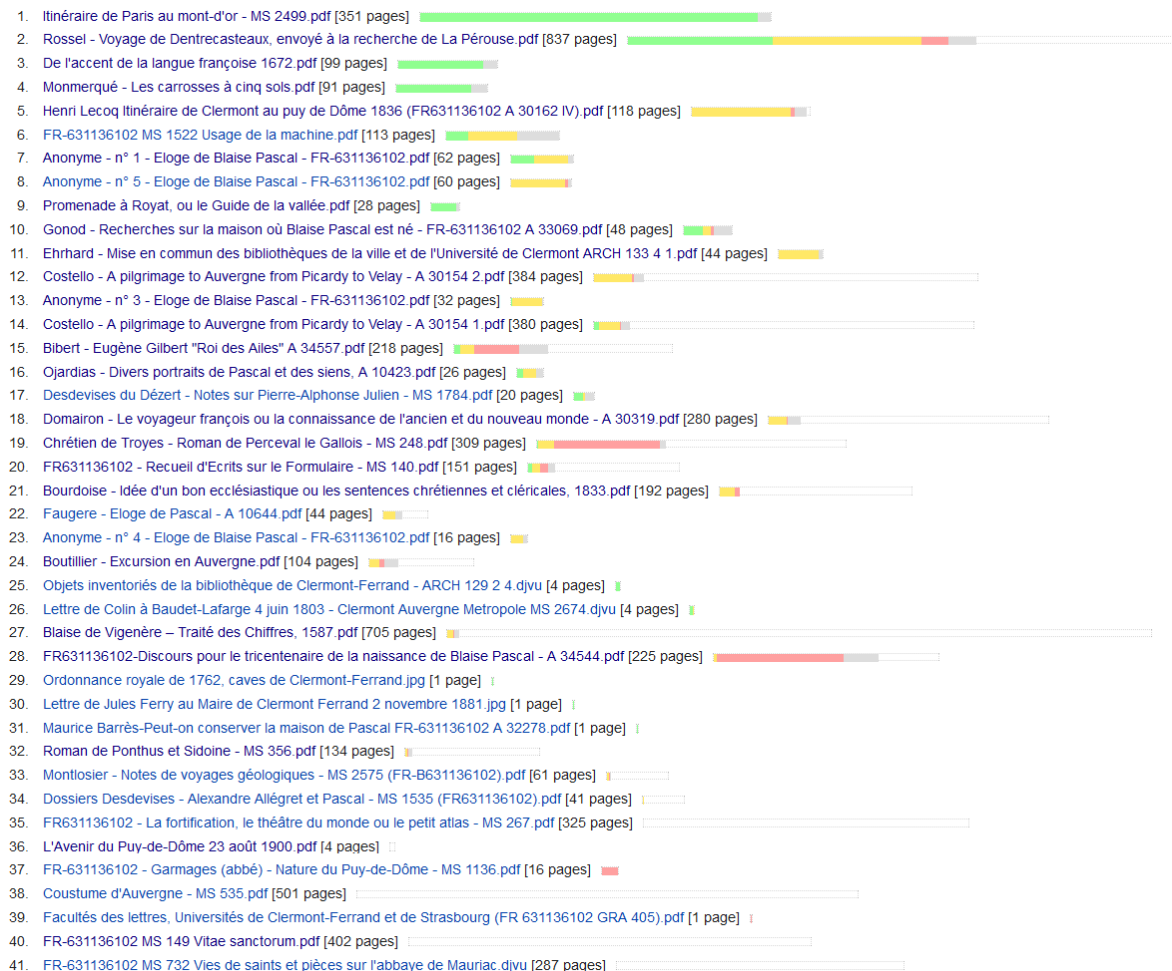 1. Itinéraire de Paris au mont-d'or - MS 2499.pdf [351 pages]
2. Rossel - Voyage de Dentrecasteaux, envoyé à la recherche de La Pérouse.pdf [837 pages]
3. De l'accent de la langue françoise 1672.pdf [99 pages]
4. Monmerqué - Les carrosses à cinq sols.pdf [91 pages]
5. Henri Lecoq Itinéraire de Clermont au puy de Dôme 1836 (FR631136102 A 30162 IV).pdf [118 pages]
6. FR-631136102 MS 1522 Usage de la machine.pdf [113 pages]
7. Anonyme - n° 1 - Eloge de Blaise Pascal - FR-631136102.pdf [62 pages]
8. Anonyme - n° 5 - Eloge de Blaise Pascal - FR-631136102.pdf [60 pages]
9. Promenade à Royat, ou le Guide de la vallée.pdf [28 pages]
10. Gonod - Recherches sur la maison où Blaise Pascal est né - FR-631136102 A 33069.pdf [48 pages]
11. Ehrhard - Mise en commun des bibliothèques de la ville et de l'Université de Clermont ARCH 133 4 1.pdf [44 pages]
12. Costello - A pilgrimage to Auvergne from Picardy to Velay - A 30154 2.pdf [384 pages]
13. Anonyme - n° 3 - Eloge de Blaise Pascal - FR-631136102.pdf [32 pages]
14. Costello - A pilgrimage to Auvergne from Picardy to Velay - A 30154 1.pdf [380 pages]
15. Bibert - Eugène Gilbert "Roi des Ailes" A 34557.pdf [218 pages]
16. Ojardias - Divers portraits de Pascal et des siens, A 10423.pdf [26 pages]
17. Desdevises du Dézert - Notes sur Pierre-Alphonse Julien - MS 1784.pdf [20 pages]
18. Domairon - Le voyageur françois ou la connaissance de l'ancien et du nouveau monde - A 30319.pdf [280 pages]
19. Chrétien de Troyes - Roman de Perceval le Gallois - MS 248.pdf [309 pages]
20. FR631136102 - Recueil d'Ecrits sur le Formulaire - MS 140.pdf [151 pages]
21. Bourdoise - Idée d'un bon ecclésiastique ou les sentences chrétiennes et cléricales, 1833.pdf [192 pages]
22. Faugere - Eloge de Pascal - A 10644.pdf [44 pages]
23. Anonyme - n° 4 - Eloge de Blaise Pascal - FR-631136102.pdf [16 pages]
24. Boutillier - Excursion en Auvergne.pdf [104 pages]
25. Objets inventoriés de la bibliothèque de Clermont-Ferrand - ARCH 129 2 4.djvu [4 pages]
26. Lettre de Colin à Baudet-Lafarge 4 juin 1803 - Clermont Auvergne Metropole MS 2674.djvu [4 pages]
27. Blaise de Vigenère – Traité des Chiffres, 1587.pdf [705 pages]
28. FR631136102-Discours pour le tricentenaire de la naissance de Blaise Pascal - A 34544.pdf [225 pages]
29. Ordonnance royale de 1762, caves de Clermont-Ferrand.jpg [1 page]
30. Lettre de Jules Ferry au Maire de Clermont Ferrand 2 novembre 1881.jpg [1 page]
31. Maurice Barrès-Peut-on conserver la maison de Pascal FR-631136102 A 32278.pdf [1 page]
32. Roman de Ponthus et Sidoine - MS 356.pdf [134 pages]
33. Montlosier - Notes de voyages géologiques - MS 2575 (FR-B631136102).pdf [61 pages]
34. Dossiers Desdevises - Alexandre Allégret et Pascal - MS 1535 (FR631136102).pdf [41 pages]
35. FR631136102 - La fortification, le théâtre du monde ou le petit atlas - MS 267.pdf [325 pages]
36. L'Avenir du Puy-de-Dôme 23 août 1900.pdf [4 pages]
37. FR-631136102 - Garmages (abbé) - Nature du Puy-de-Dôme - MS 1136.pdf [16 pages]
38. Coustume d'Auvergne - MS 535.pdf [501 pages]
39. Facultés des lettres, Universités de Clermont-Ferrand et de Strasbourg (FR 631136102 GRA 405).pdf [1 page]
40. FR-631136102 MS 149 Vitae sanctorum.pdf [402 pages]
41. FR-631136102 MS 732 Vies de saints et pièces sur l'abbaye de Mauriac.djvu [287 pages]